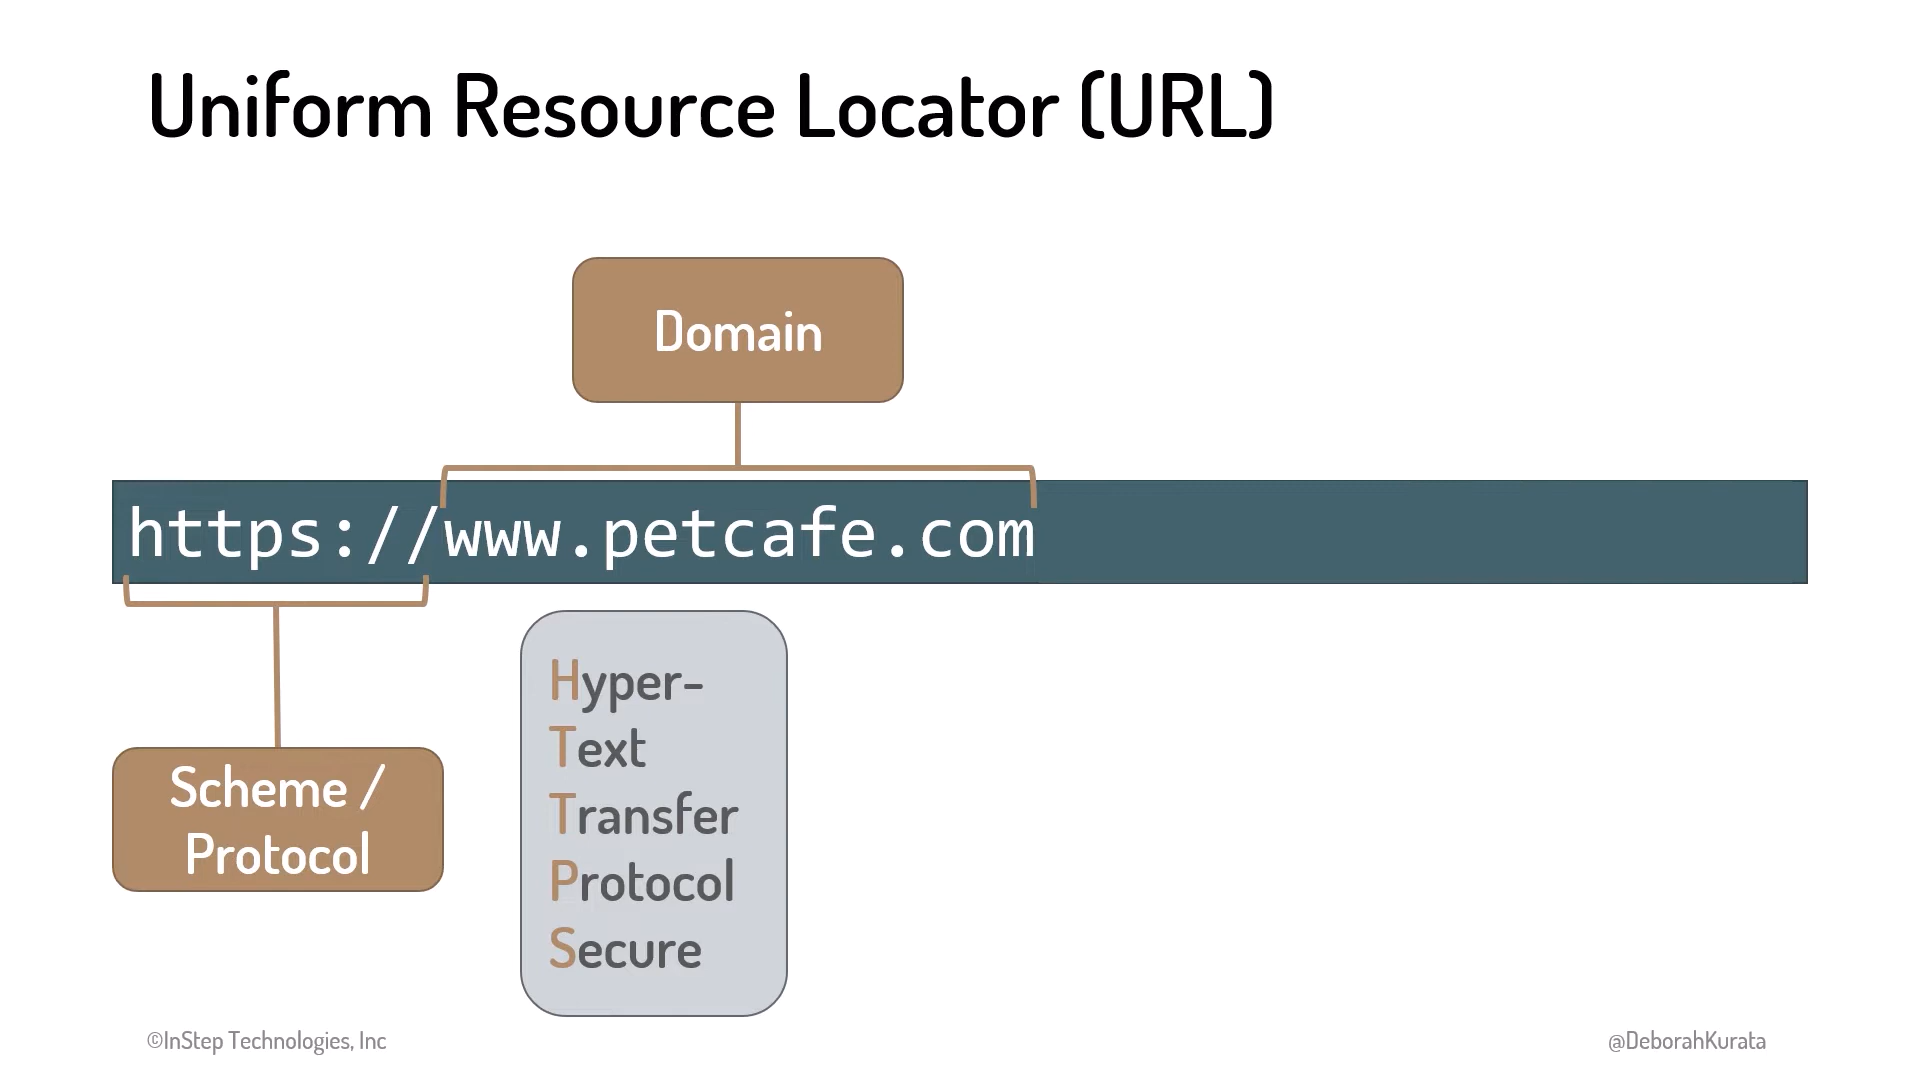 Uniform Resource Locator (URL)
Domain
https://www.petcafe.com
Scheme /
Protocol
Hyper-
Text
Transfer
Protocol
Secure
©InStep Technologies, Inc
@DeborahKurata